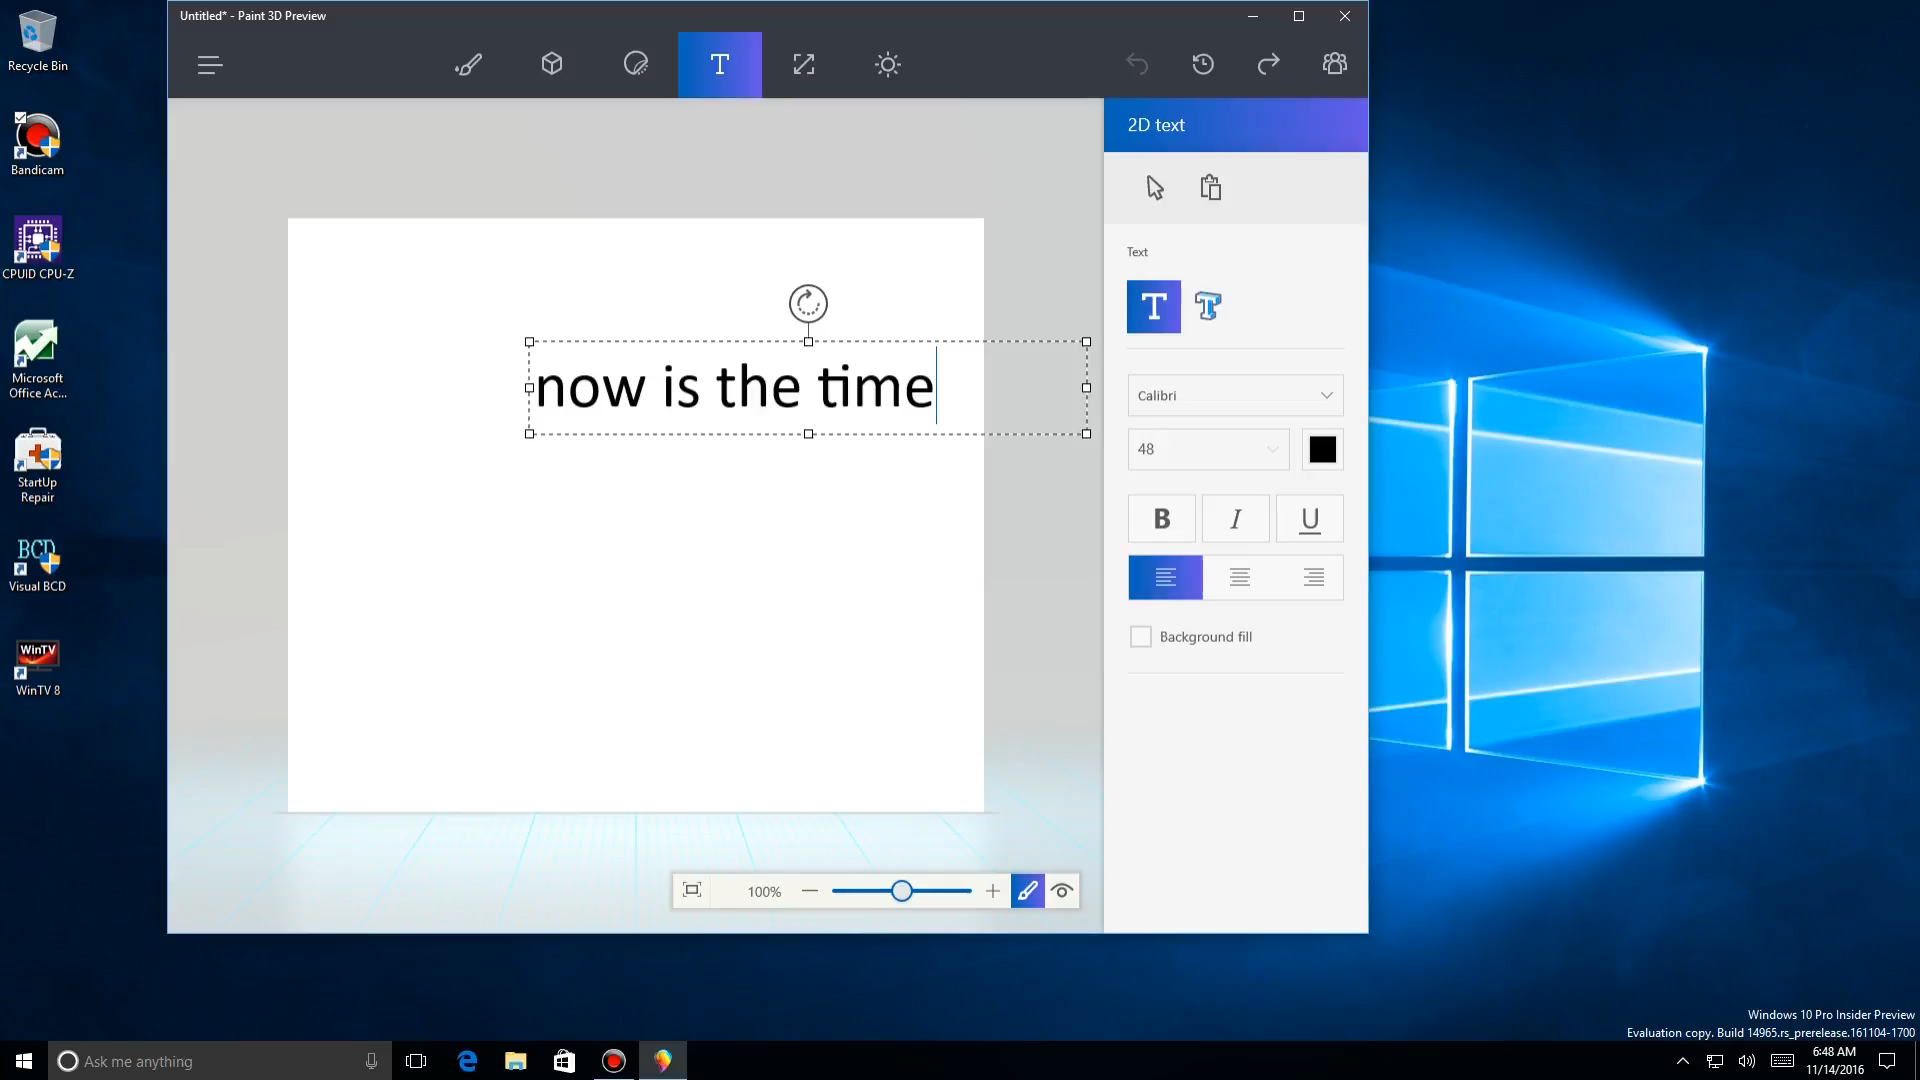 Untitled* - Paint 3D Preview
Recycle Bin
Bandicam
CPUID CPU-Z
Microsoft
Office Ac...
StartUp
Repair
BCD
Visual BCD
WinTV
WinTV 8
T
now is the time
2D text
Text
T
Calibri
48
B
I
U
Background fill
100%
Windows 10 Pro Insider Preview
Evaluation copy. Build 14965.rs_prerelease.161104-1700
Ask me anything
6:48 AM
11/14/2016